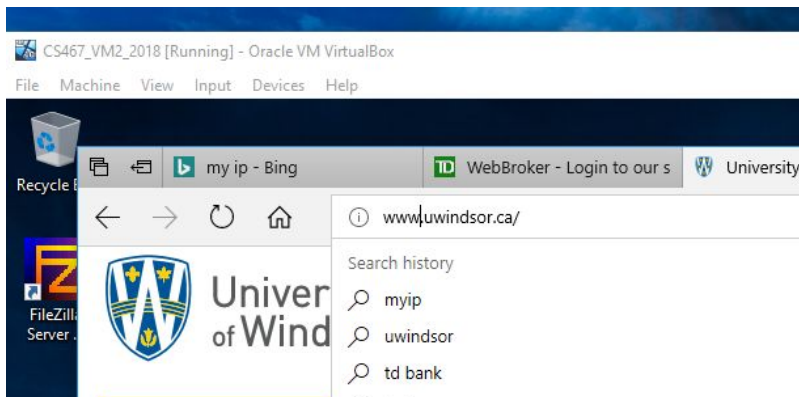 CS467_VM2_2018 [Running] - Oracle VM VirtualBox
File Machine View Input Devices Help
Recycle
my ip - Bing
WebBroker - Login to our s
University
www.uwindsor.ca/
Search history
myip
uwindsor
td bank
Univer
of Wind
FileZill
Server